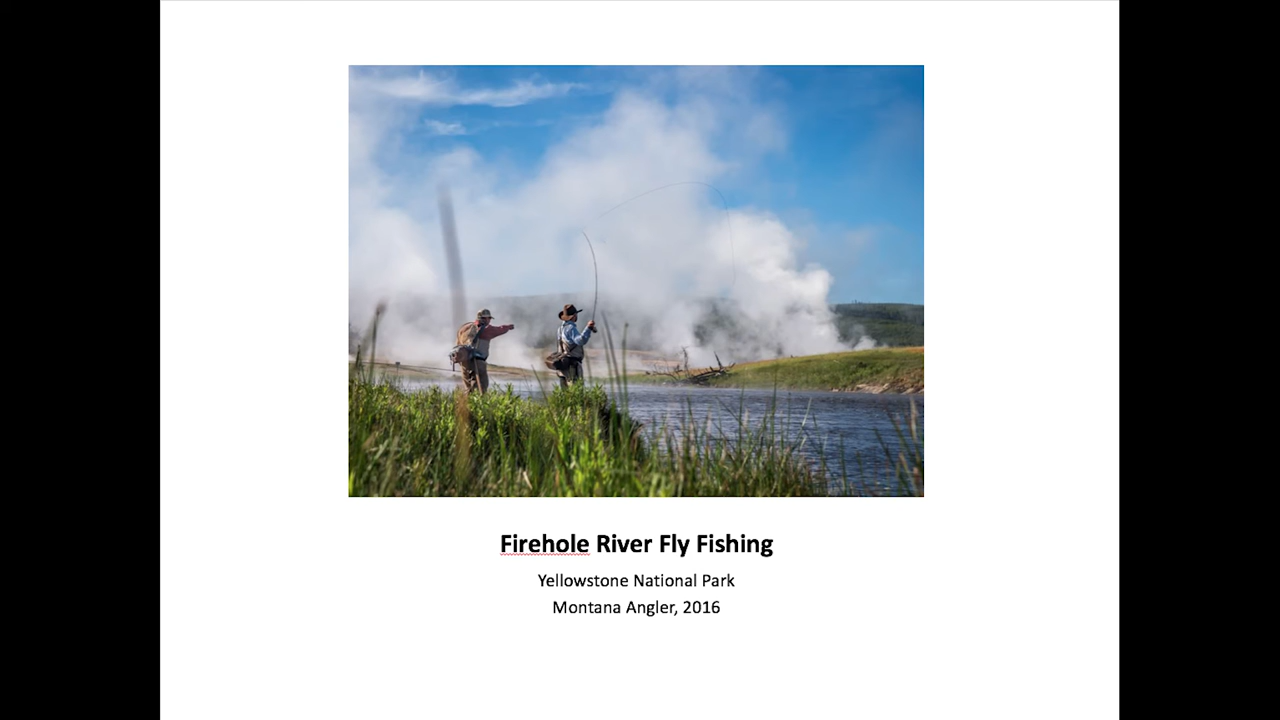 Firehole River Fly Fishing
Yellowstone National Park
Montana Angler, 2016